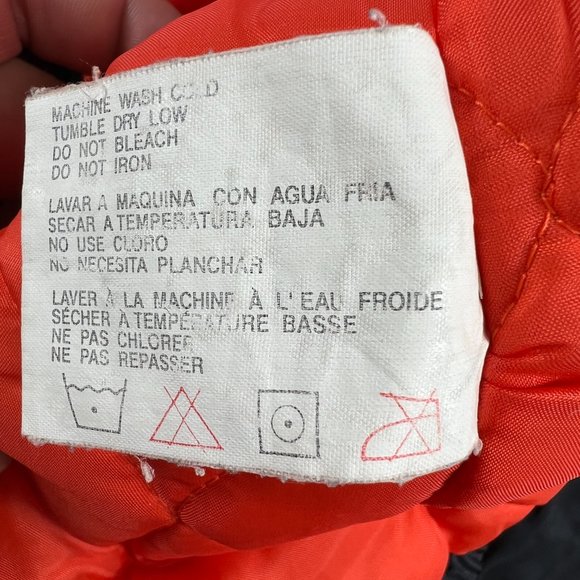 MACHINE WASH COLD
TUMBLE DRY LOW
DO NOT BLEACH
DO NOT IRON
LAVAR A MAQUINA CON AGUA FRIA
SECAR A TEMPERATURA BAJA
NO USE CLORO
NO NECESITA PLANCHAR
LAVER À LA MACHINE À L'EAU FROIDE
SÉCHER À TEMPÉRATURE BASSE
NE PAS CHLORER
NE PAS REPASSER